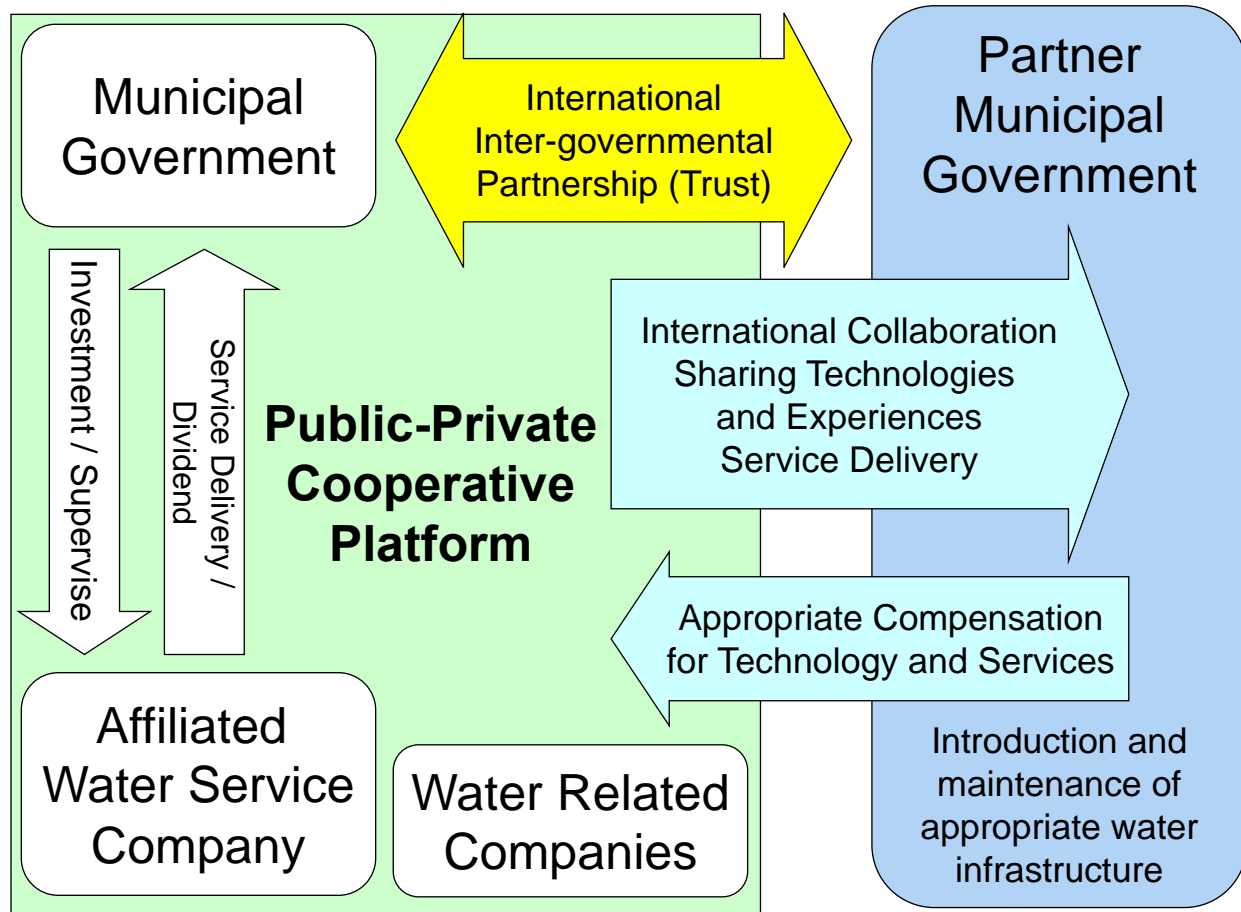 Municipal
Government
International
Inter-governmental
Partnership (Trust)
Partner
Municipal
Government
Investment / Supervise
Service Delivery /
Dividend
Public-Private
Cooperative
Platform
International Collaboration
Sharing Technologies
and Experiences
Service Delivery
Appropriate Compensation
for Technology and Services
Affiliated
Water Service
Company
Water Related
Companies
Introduction and
maintenance of
appropriate water
infrastructure